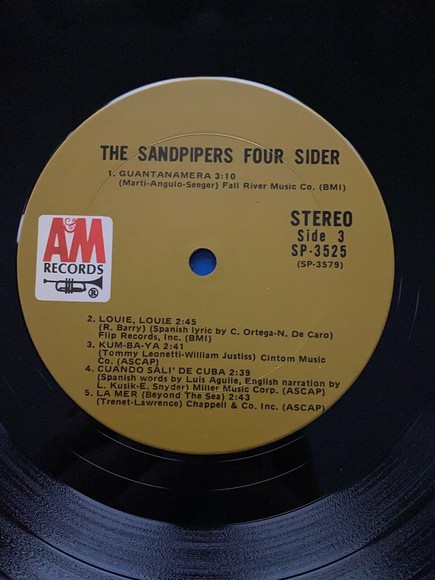 THE SANDPIPERS FOUR SIDER
1. GUANTANAMERA 3:10
(Marti-Angulo-Seeger) Fall River Music Co. (BMI)
STEREO
Side 3
SP-3525
(SP-3579)
A&M
RECORDS
®
2. LOUIE, LOUIE 2:45
(R. Barry) (Spanish lyric by C. Ortega-N. De Caro)
Flip Records, Inc. (BMI)
3. KUM-BA-YA 2:41
(Tommy Leonetti-William Justiss) Cintom Music
Co. (ASCAP)
4. CUANDO SALI' DE CUBA 2:39
(Spanish words by Luis Aguile, English narration by
L. Kusik-E. Snyder) Miller Music Corp. (ASCAP)
5. LA MER (Beyond The Sea) 2:43
(Trenet-Lawrence) Chappell & Co. Inc. (ASCAP)